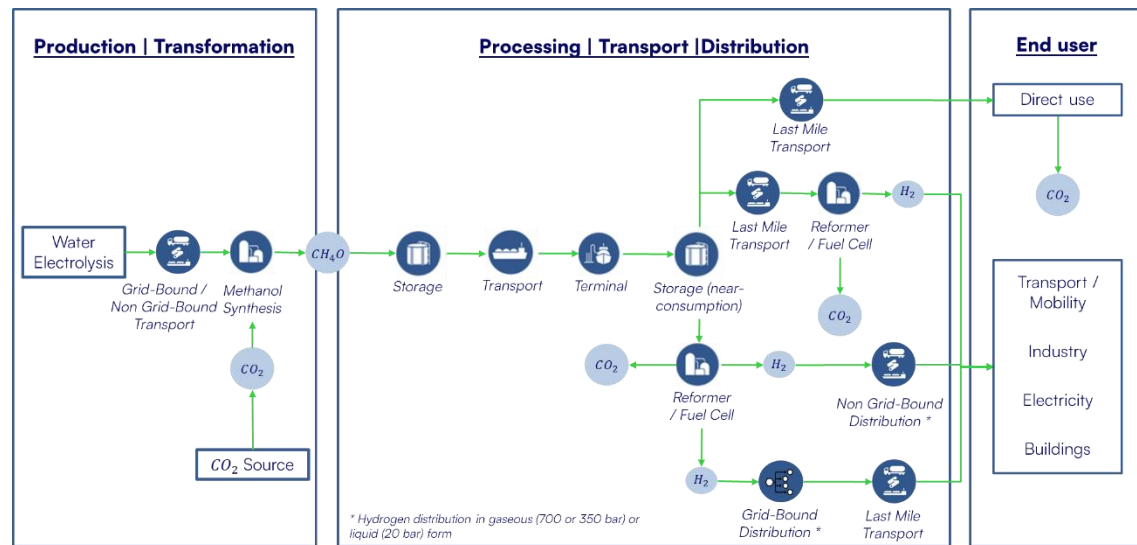 Production | Transformation
Water
Electrolysis
Grid-Bound /
Non Grid-Bound
Transport
Methanol
Synthesis
CH₄O
CO₂
CO₂ Source
Processing | Transport |Distribution
Storage
Transport
Terminal
Storage (near-
consumption)
Last Mile
Transport
Last Mile
Transport
Reformer
/ Fuel Cell
H₂
CO₂
CO₂
Reformer
/ Fuel Cell
H₂
Non Grid-Bound
Distribution *
H₂
Grid-Bound
Distribution *
Last Mile
Transport
* Hydrogen distribution in gaseous (700 or 350 bar) or
liquid (20 bar) form
End user
Direct use
CO₂
Transport /
Mobility
Industry
Electricity
Buildings